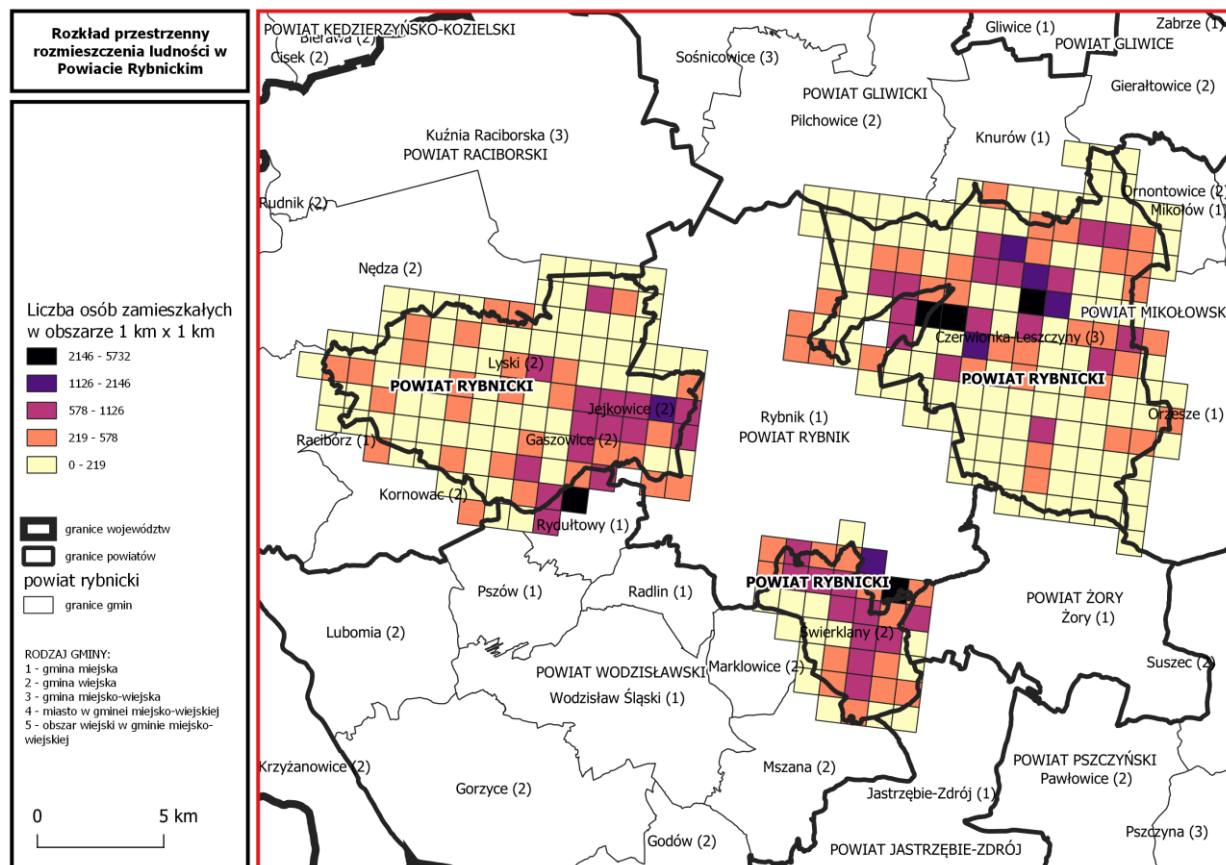 Rozkład przestrzenny
rozmieszczenia ludności w
Powiacie Rybnickim
Liczba osób zamieszkałych
w obszarze 1 km x 1 km
2146 - 5732
1126 - 2146
578 - 1126
219 - 578
0 - 219
granice województw
granice powiatów
powiat rybnicki
granice gmin
RODZAJ GMINY:
1 - gmina miejska
2 - gmina wiejska
3 - gmina miejsko-wiejska
4 - miasto w gminei miejsko-wiejskiej
5 - obszar wiejski w gminie miejsko-
wiejskiej
0
5 km
POWIAT KĘDZIERZYŃSKO-KOZIELSKI
Bierawa (2)
Cisek (2)
Sośnicowice (3)
Gliwice (1)
Zabrze (1)
POWIAT GLIWICE
POWIAT GLIWICKI
Gierałtowice (2)
Pilchowice (2)
Kuźnia Raciborska (3)
POWIAT RACIBORSKI
Knurów (1)
Rudnik (2)
Ornontowice (2)
Mikołów (1)
Nędza (2)
POWIAT MIKOŁOWSK
Czerwionka-Leszczyny (3)
Lyski (2)
POWIAT RYBNICKI
POWIAT RYBNICKI
Jejkowice (2)
Rybnik (1)
POWIAT RYBNIK
Orzesze (1)
Racibórz (1)
Gaszowice (2)
Kornowac (2)
Rydułtowy (1)
POWIAT RYBNICKI
Pszów (1)
Radlin (1)
POWIAT ŻORY
Żory (1)
Lubomia (2)
Świerklany (2)
POWIAT WODZISŁAWSKI
Marklowice (2)
Suszec (2)
Wodzisław Śląski (1)
Krzyżanowice (2)
Mszana (2)
POWIAT PSZCZYŃSKI
Pawłowice (2)
Gorzyce (2)
Jastrzębie-Zdrój (1)
Godów (2)
Pszczyna (3)
POWIAT JASTRZĘBIE-ZDRÓJ